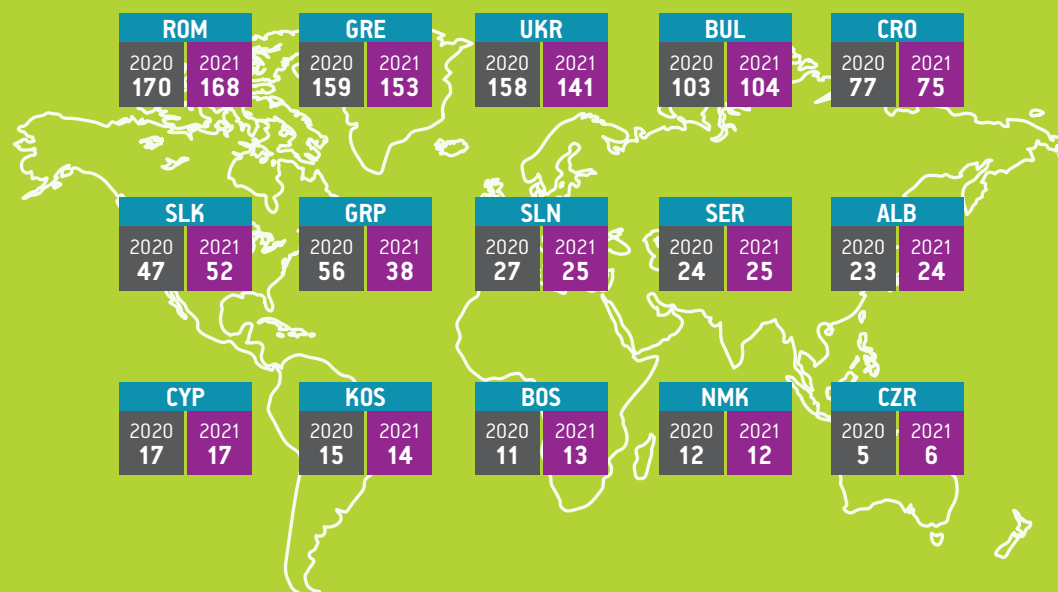 ROM GRE UKR BUL CRO
2020 2021 2020 2021 2020 2021 2020 2021 2020 2021
170 168 159 153 158 141 103 104 77 75
SLK GRP SLN SER ALB
2020 2021 2020 2021 2020 2021 2020 2021 2020 2021
47 52 56 38 27 25 24 25 23 24
CYP KOS BOS NMK CZR
2020 2021 2020 2021 2020 2021 2020 2021 2020 2021
17 17 15 14 11 13 12 12 5 6